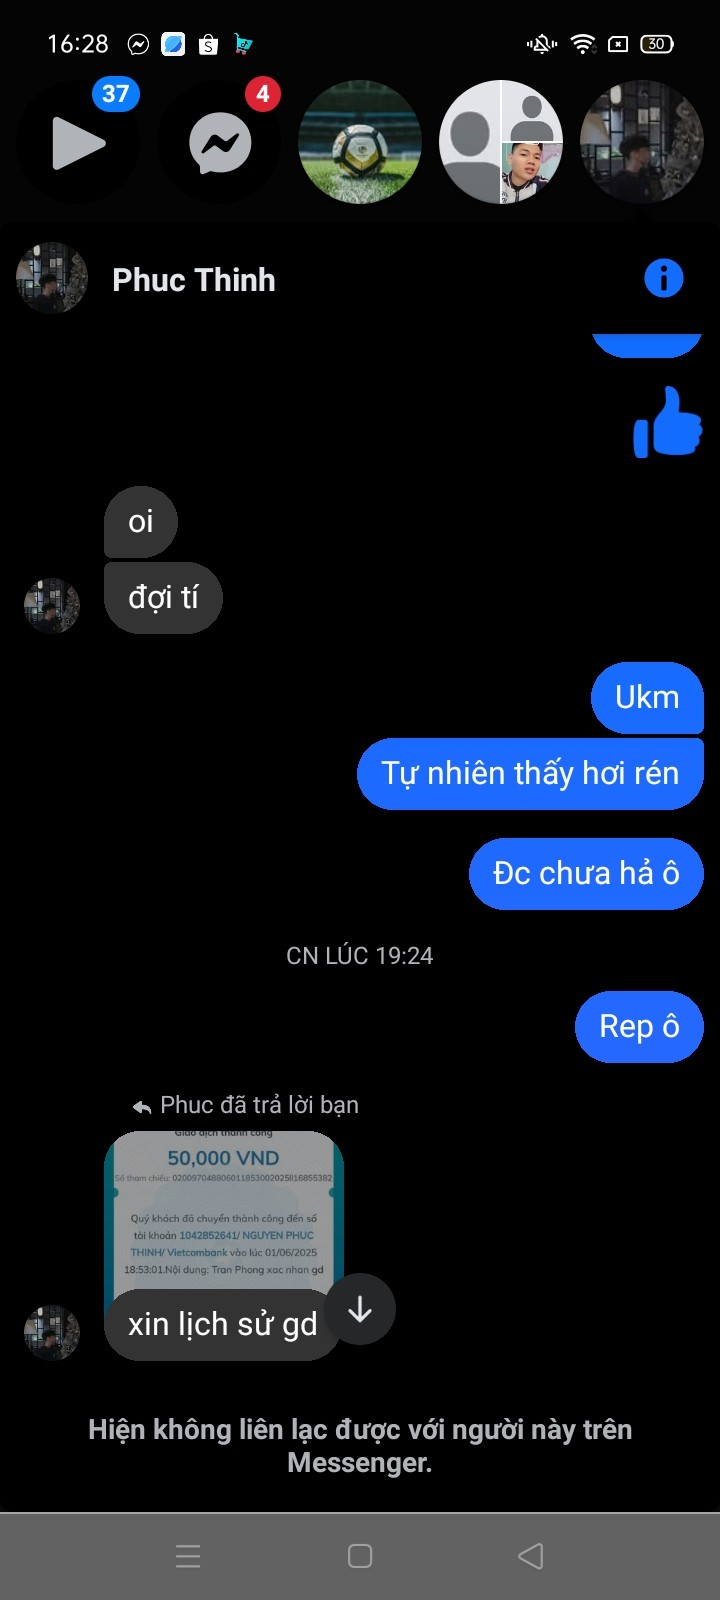 16:28
30
37
4
Phuc Thinh
oi
đợi tí
Ukm
Tự nhiên thấy hơi rén
Đc chưa hả ô
CN LÚC 19:24
Rep ô
Phuc đã trả lời bạn
Giao dịch thành công
50,000 VND
Số tham chiếu: 020097048806011853002025II16855382
Quý khách đã chuyển thành công đến số
tài khoản 1042852641/ NGUYEN PHUC
THINH/ Vietcombank vào lúc 01/06/2025
18:53:01.Nội dung: Tran Phong xac nhan gd
xin lịch sử gd
Hiện không liên lạc được với người này trên
Messenger.